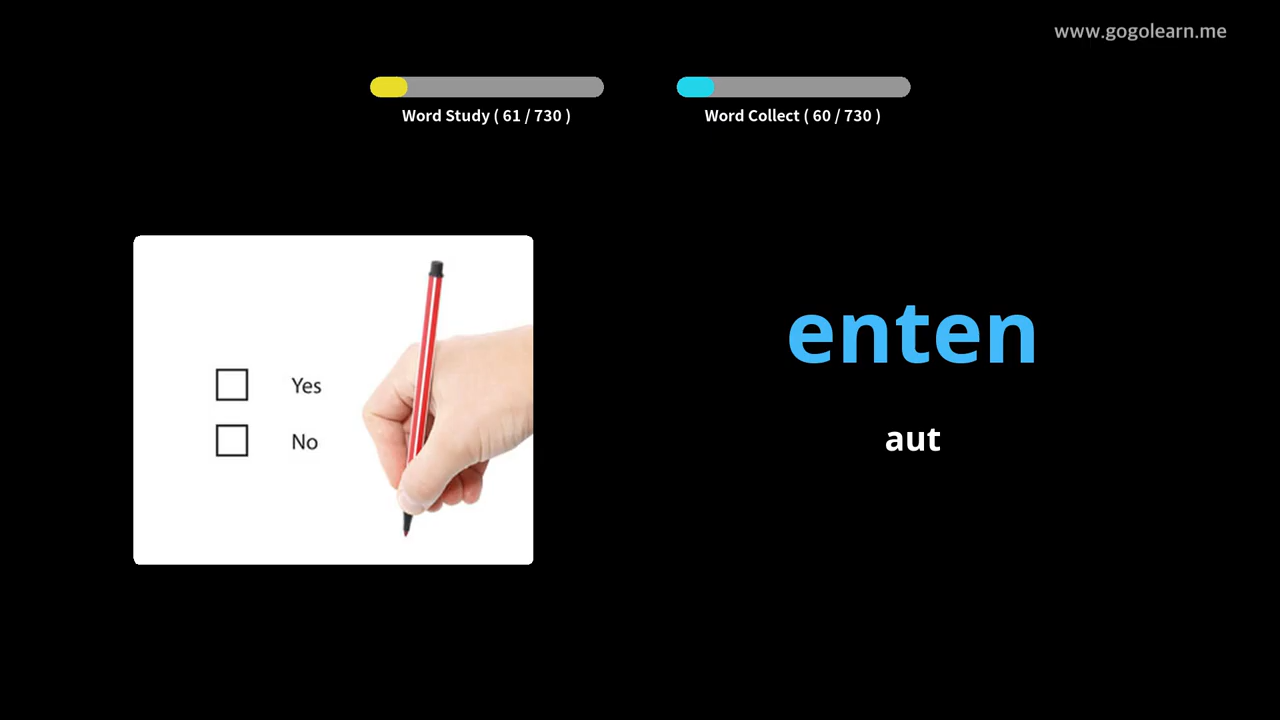 www.gogolearn.me
Word Study ( 61 / 730 )
Word Collect ( 60 / 730 )
Yes
No
enten
aut